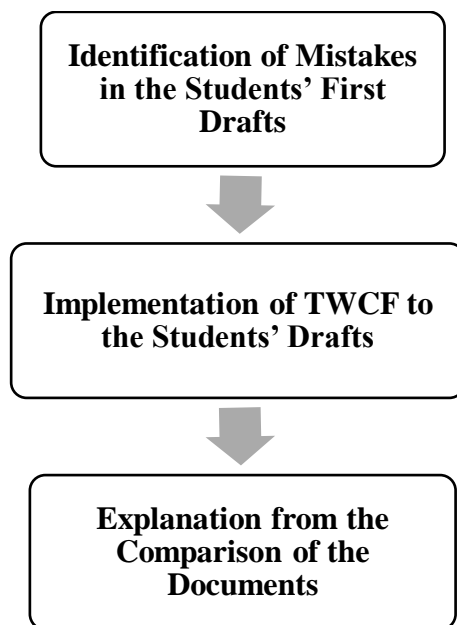 Identification of Mistakes
in the Students’ First
Drafts
Implementation of TWCF to
the Students’ Drafts
Explanation from the
Comparison of the
Documents